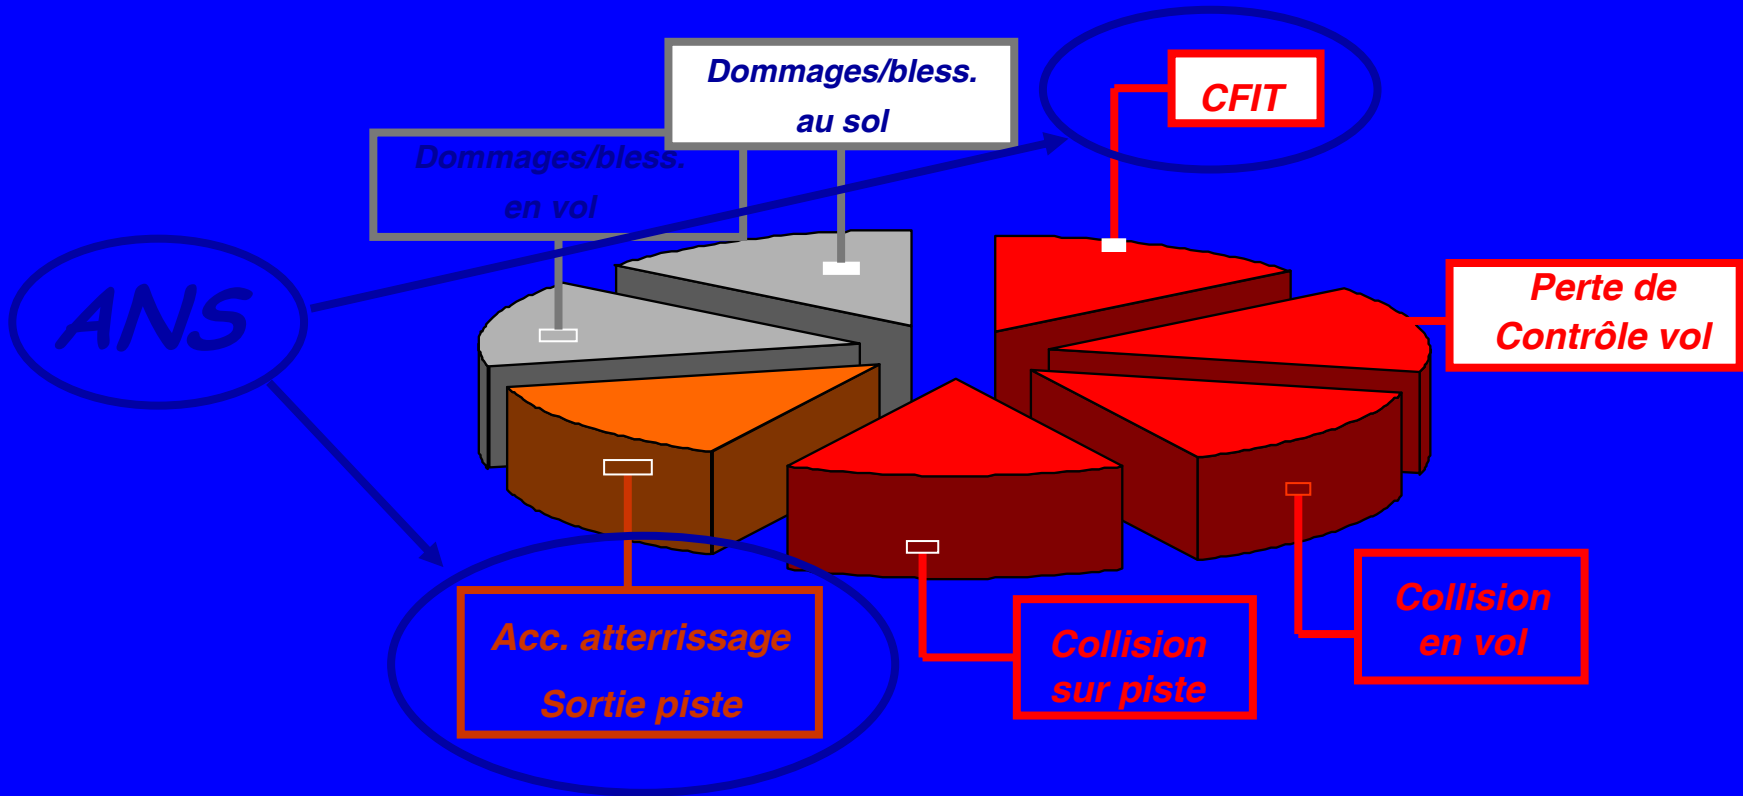 Dommages/bless.
au sol
CFIT
Dommages/bless.
en vol
ANS
Perte de
Contrôle vol
Acc. atterrissage
Sortie piste
Collision
sur piste
Collision
en vol